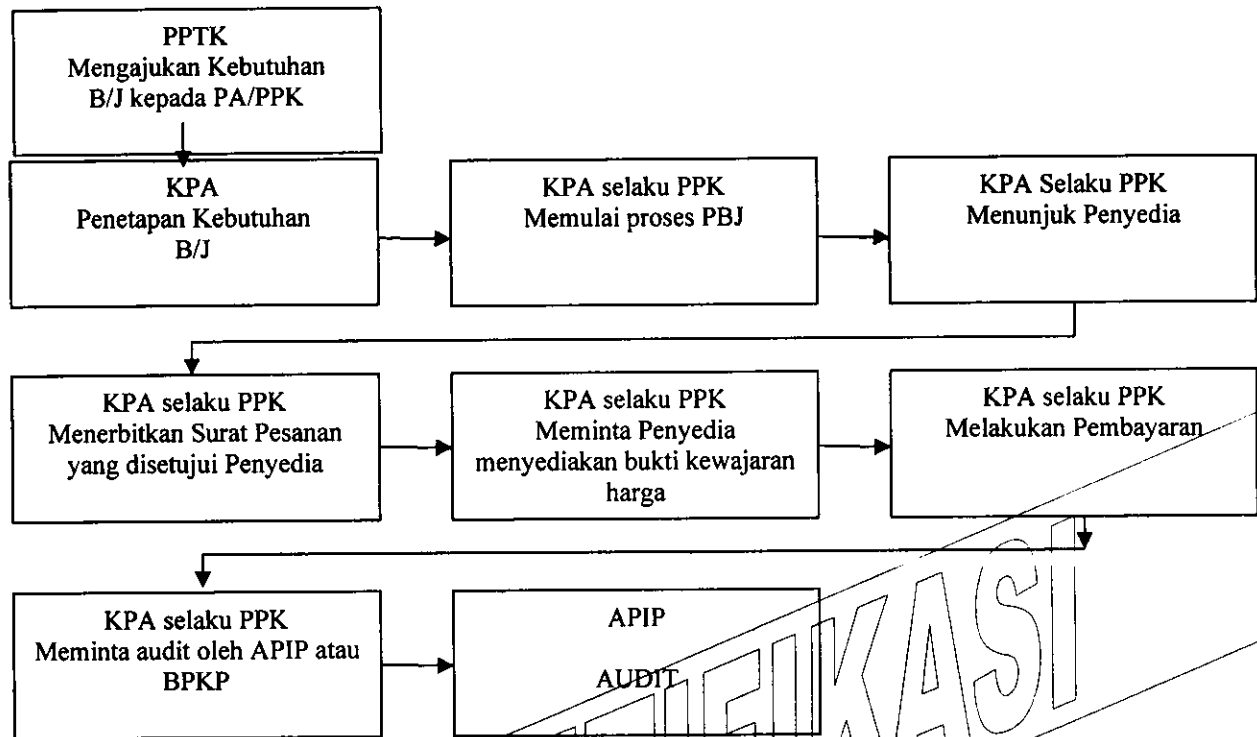 PPTK
Mengajukan Kebutuhan
B/J kepada PA/PPK
KPA
Penetapan Kebutuhan
B/J
KPA selaku PPK
Memulai proses PBJ
KPA Selaku PPK
Menunjuk Penyedia
KPA selaku PPK
Menerbitkan Surat Pesanan
yang disetujui Penyedia
KPA selaku PPK
Meminta Penyedia
menyediakan bukti kewajaran
harga
KPA selaku PPK
Melakukan Pembayaran
KPA selaku PPK
Meminta audit oleh APIP atau
BPKP
APIP
AUDIT